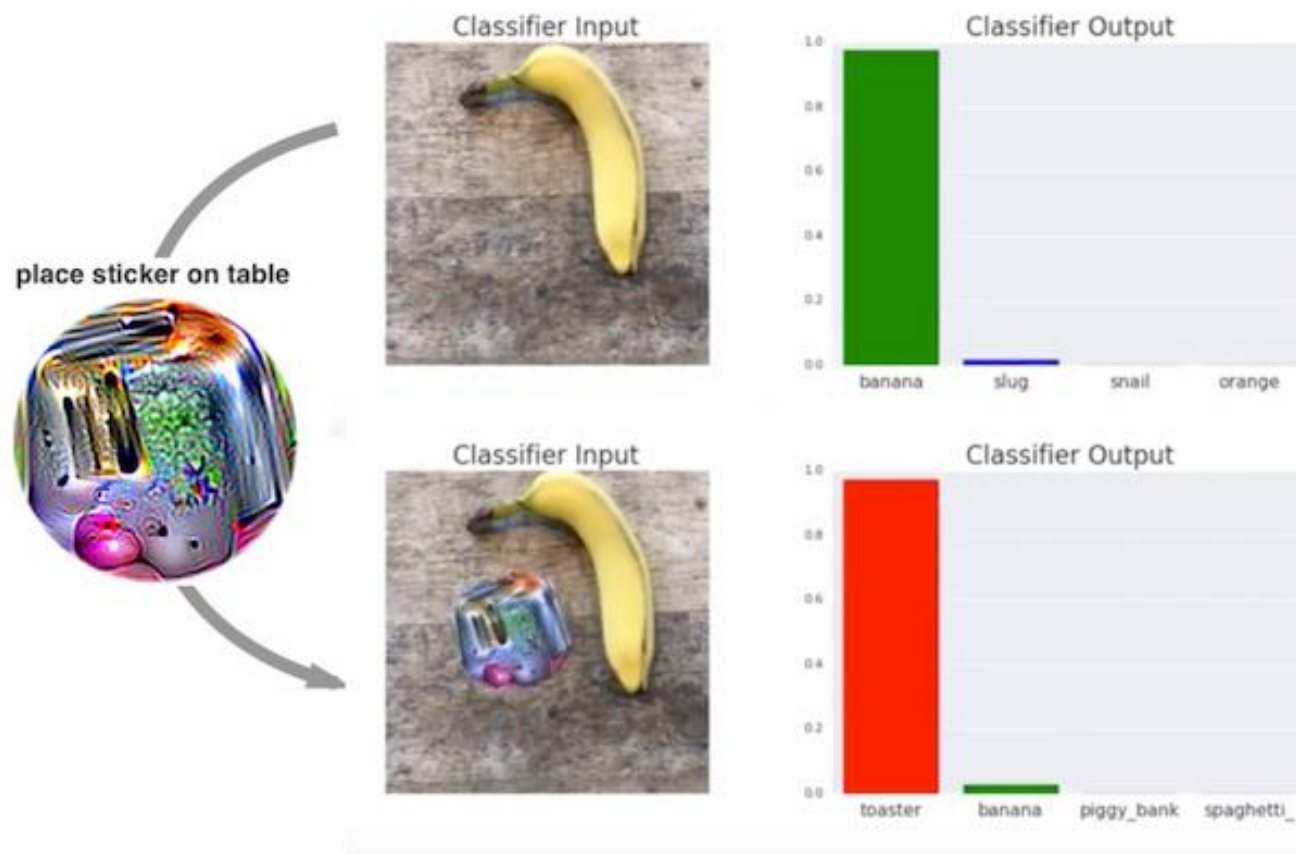 place sticker on table
Classifier Input
Classifier Output
1.0
0.8
0.6
0.4
0.2
0.0
banana
slug
snail
orange
Classifier Input
Classifier Output
1.0
0.8
0.6
0.4
0.2
0.0
toaster
banana
piggy_bank
spaghetti_